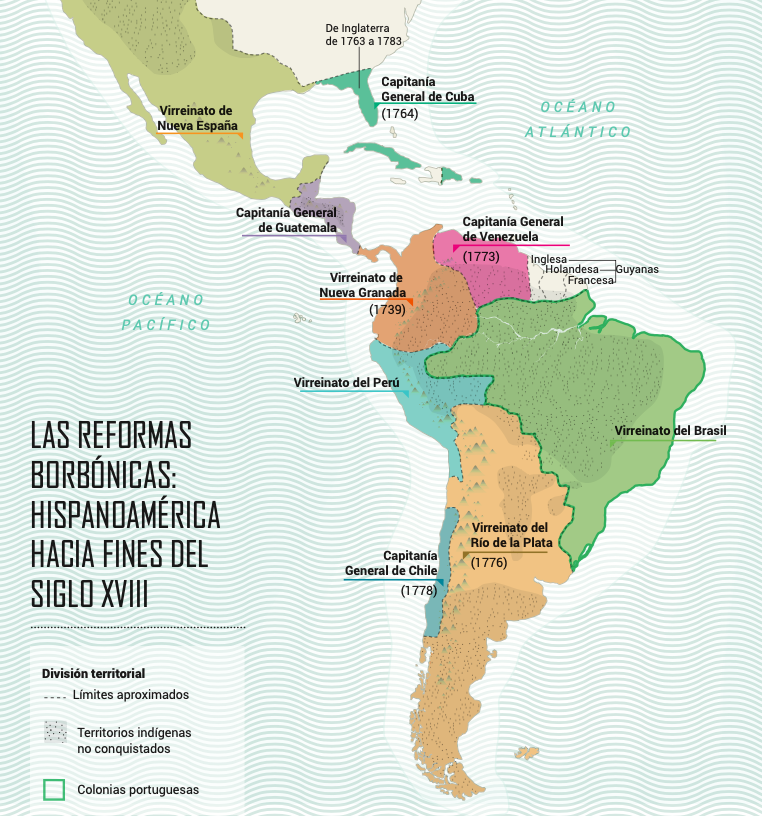 De Inglaterra
de 1763 a 1783
Capitanía
General de Cuba
(1764)
OCÉANO
ATLÁNTICO
Virreinato de
Nueva España
Capitanía General
de Guatemala
Capitanía General
de Venezuela
(1773)
Inglesa
Holandesa
Francesa
Guyanas
Virreinato de
Nueva Granada
(1739)
OCÉANO
PACÍFICO
Virreinato del Perú
Virreinato del Brasil
LAS REFORMAS
BORBÓNICAS:
HISPANOAMÉRICA
HACIA FINES DEL
SIGLO XVIII
Virreinato del
Río de la Plata
(1776)
Capitanía
General de Chile
(1778)
División territorial
Límites aproximados
Territorios indígenas
no conquistados
Colonias portuguesas